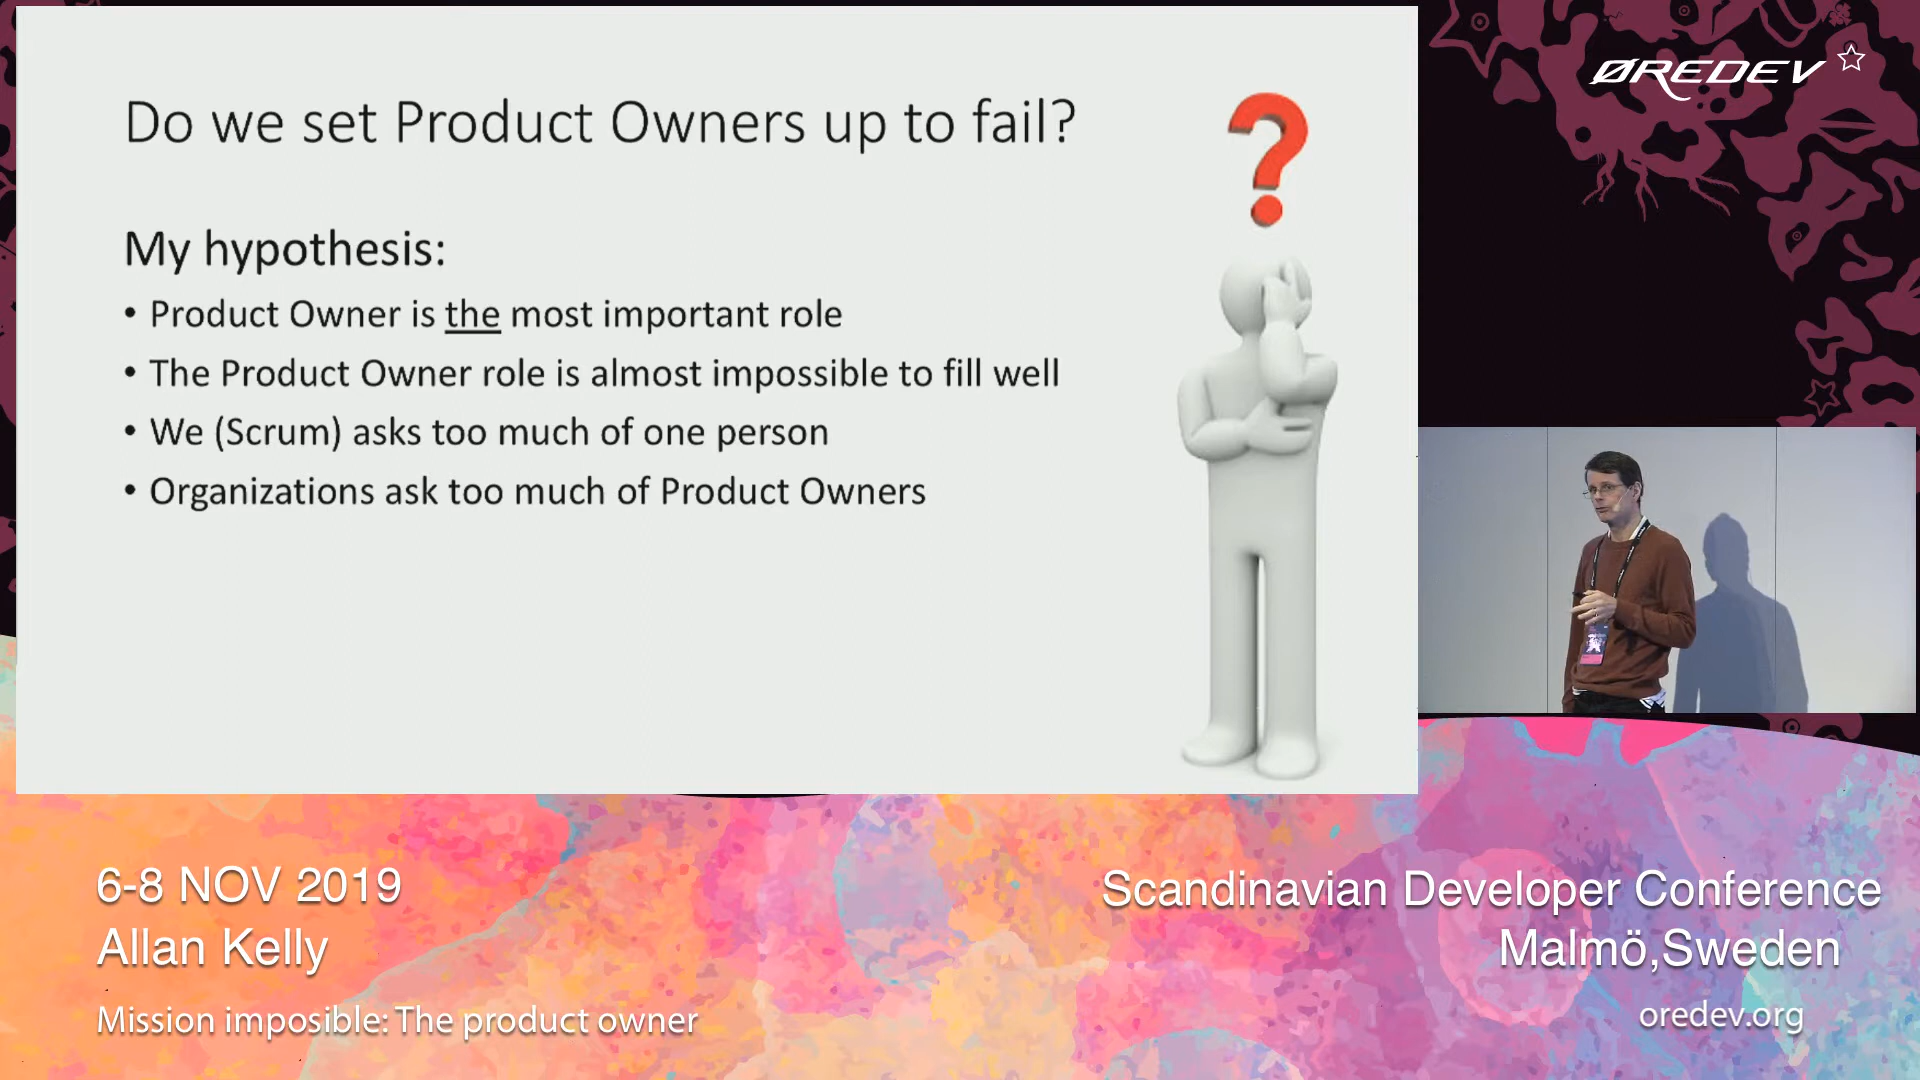 Do we set Product Owners up to fail?
My hypothesis:
• Product Owner is the most important role
• The Product Owner role is almost impossible to fill well
• We (Scrum) asks too much of one person
• Organizations ask too much of Product Owners
ØREDEV
6-8 NOV 2019
Allan Kelly
Mission imposible: The product owner
Scandinavian Developer Conference
Malmö,Sweden
oredev.org